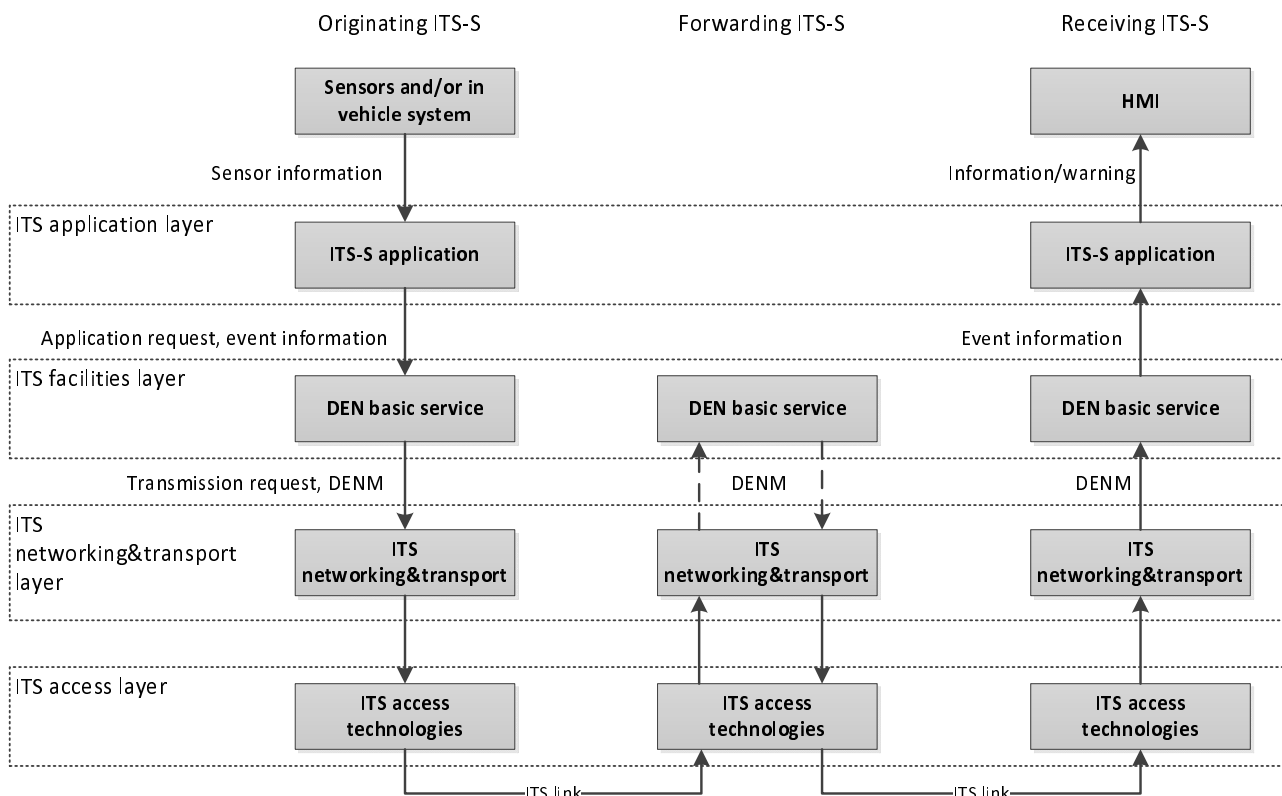 Originating ITS-S
Forwarding ITS-S
Receiving ITS-S
Sensors and/or in
vehicle system
HMI
Sensor information
Information/warning
ITS application layer
ITS-S application
ITS-S application
Application request, event information
Event information
ITS facilities layer
DEN basic service
DEN basic service
DEN basic service
Transmission request, DENM
DENM
DENM
ITS
networking&transport
layer
ITS
networking&transport
ITS
networking&transport
ITS
networking&transport
ITS access layer
ITS access
technologies
ITS access
technologies
ITS access
technologies
ITS link
ITS link